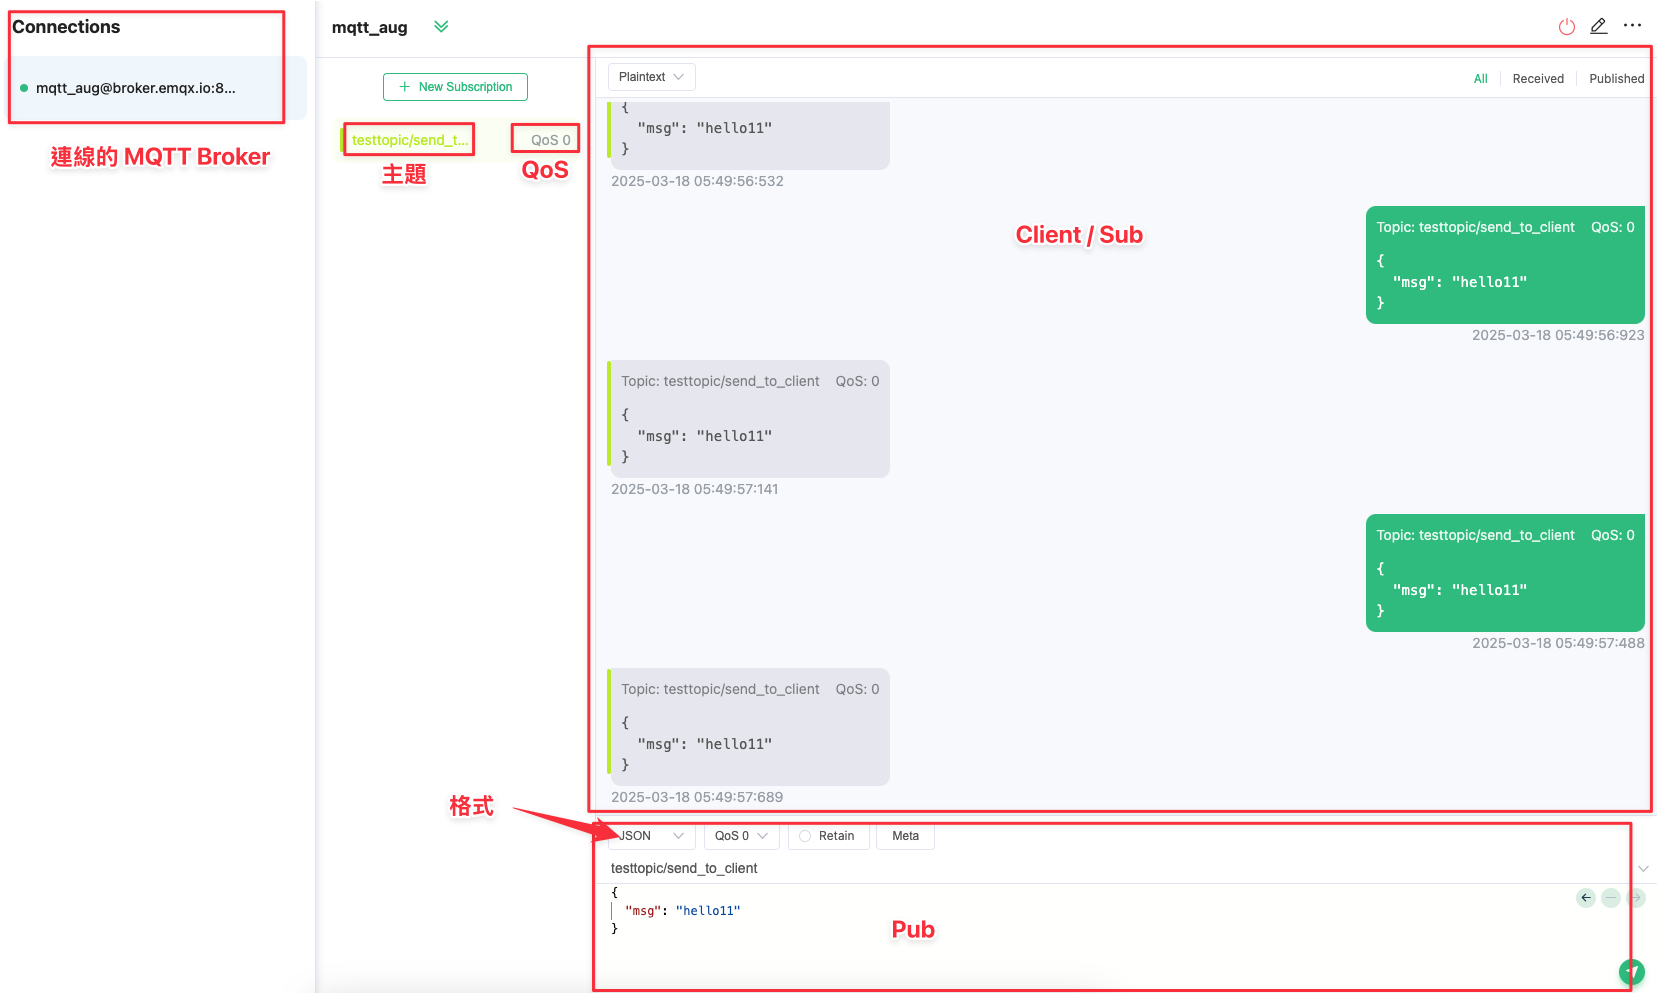 Connections
mqtt_aug@broker.emqx.io:8...
連線的 MQTT Broker
mqtt_aug
New Subscription
testtopic/send_t...
QoS 0
主題
QoS
Plaintext
All
Received
Published
{
"msg": "hello11"
}
2025-03-18 05:49:56:532
Client / Sub
Topic: testtopic/send_to_client QoS: 0
{
"msg": "hello11"
}
2025-03-18 05:49:56:923
Topic: testtopic/send_to_client QoS: 0
{
"msg": "hello11"
}
2025-03-18 05:49:57:141
Topic: testtopic/send_to_client QoS: 0
{
"msg": "hello11"
}
2025-03-18 05:49:57:488
Topic: testtopic/send_to_client QoS: 0
{
"msg": "hello11"
}
2025-03-18 05:49:57:689
格式
JSON
QoS 0
Retain
Meta
testtopic/send_to_client
{
"msg": "hello11"
}
Pub